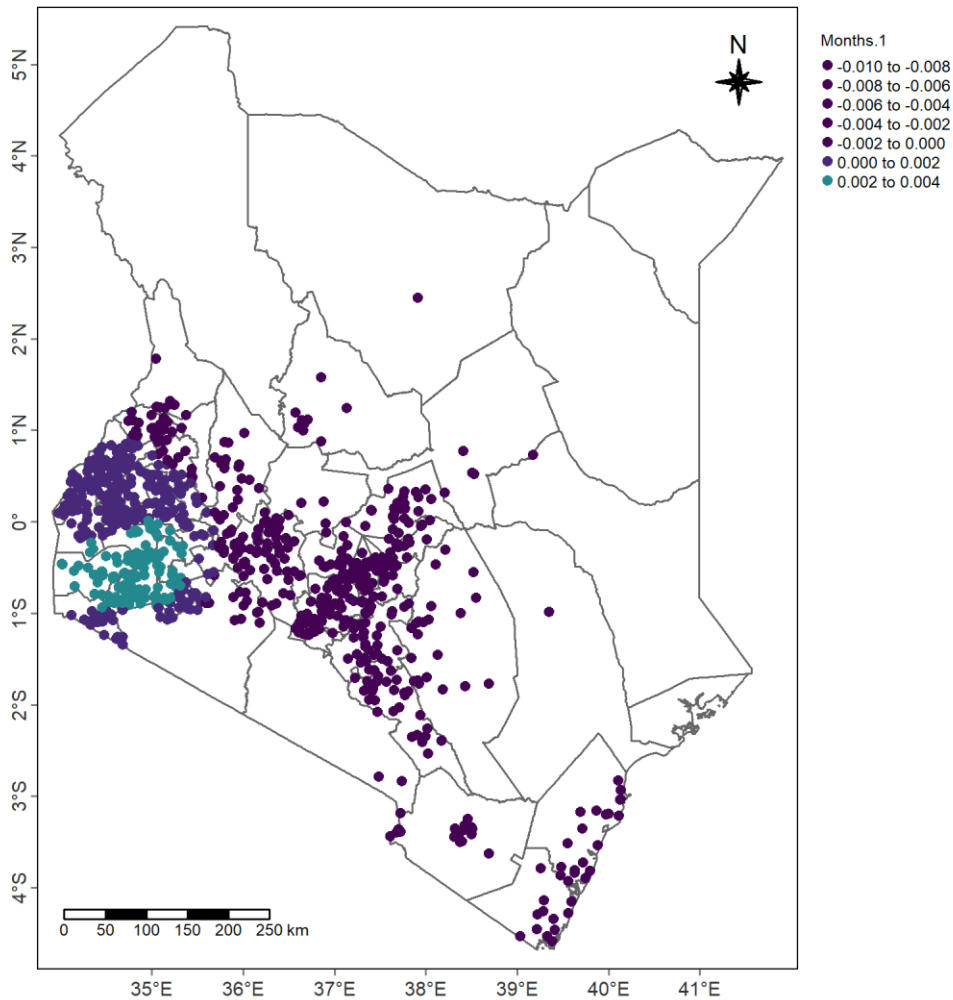 Months.1
-0.010 to -0.008
-0.008 to -0.006
-0.006 to -0.004
-0.004 to -0.002
-0.002 to 0.000
0.000 to 0.002
0.002 to 0.004
N
5°N
4°N
3°N
2°N
1°N
0°
1°S
2°S
3°S
4°S
0 50 100 150 200 250 km
35°E 36°E 37°E 38°E 39°E 40°E 41°E